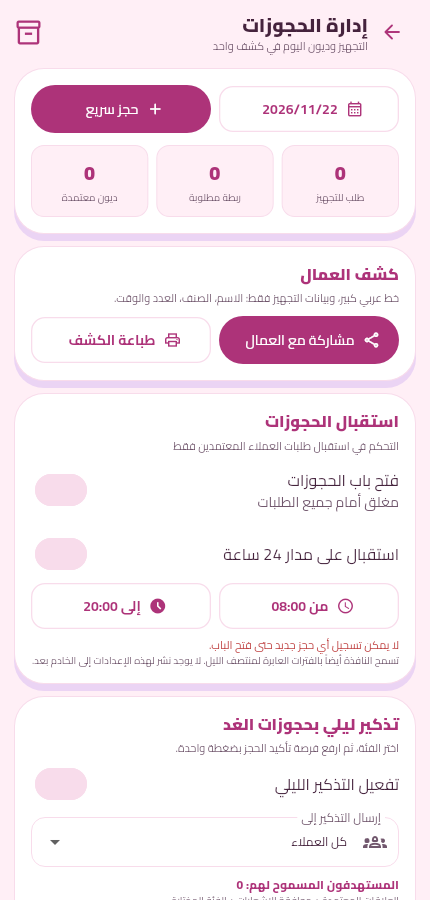 إدارة الحجوزات
التجهيز وديون اليوم في كشف واحد
2026/11/22
حجز سريع
0
0
0
طلب للتجهيز
ربطة مطلوبة
ديون معتمدة
كشف العمال
خط عربي كبير، وبيانات التجهيز فقط: الاسم، الصنف، العدد والوقت.
مشاركة مع العمال
طباعة الكشف
استقبال الحجوزات
التحكم في استقبال طلبات العملاء المعتمدين فقط
فتح باب الحجوزات
مغلق أمام جميع الطلبات
استقبال على مدار 24 ساعة
من 08:00
إلى 20:00
لا يمكن تسجيل أي حجز جديد حتى فتح الباب.
تسمح النافذة أيضاً بالفترات العابرة لمنتصف الليل. لا يوجد نشر لهذه الإعدادات إلى الخادم بعد.
تذكير ليلي بحجوزات الغد
اختر الفئة، ثم ارفع فرصة تأكيد الحجز بضغطة واحدة.
تفعيل التذكير الليلي
إرسال التذكير إلى
كل العملاء
المستهدفون المسموح لهم: 0